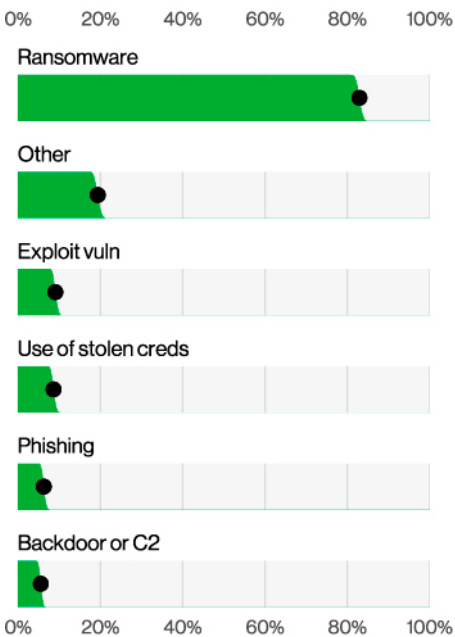 0% 20% 40% 60% 80% 100%
Ransomware
Other
Exploit vuln
Use of stolen creds
Phishing
Backdoor or C2
0% 20% 40% 60% 80% 100%